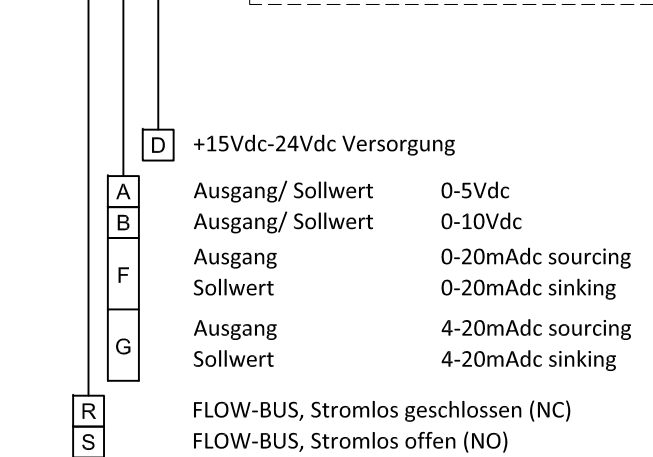 D +15Vdc-24Vdc Versorgung
A Ausgang/ Sollwert 0-5Vdc
B Ausgang/ Sollwert 0-10Vdc
F Ausgang 0-20mAdc sourcing
Sollwert 0-20mAdc sinking
G Ausgang 4-20mAdc sourcing
Sollwert 4-20mAdc sinking
R FLOW-BUS, Stromlos geschlossen (NC)
S FLOW-BUS, Stromlos offen (NO)